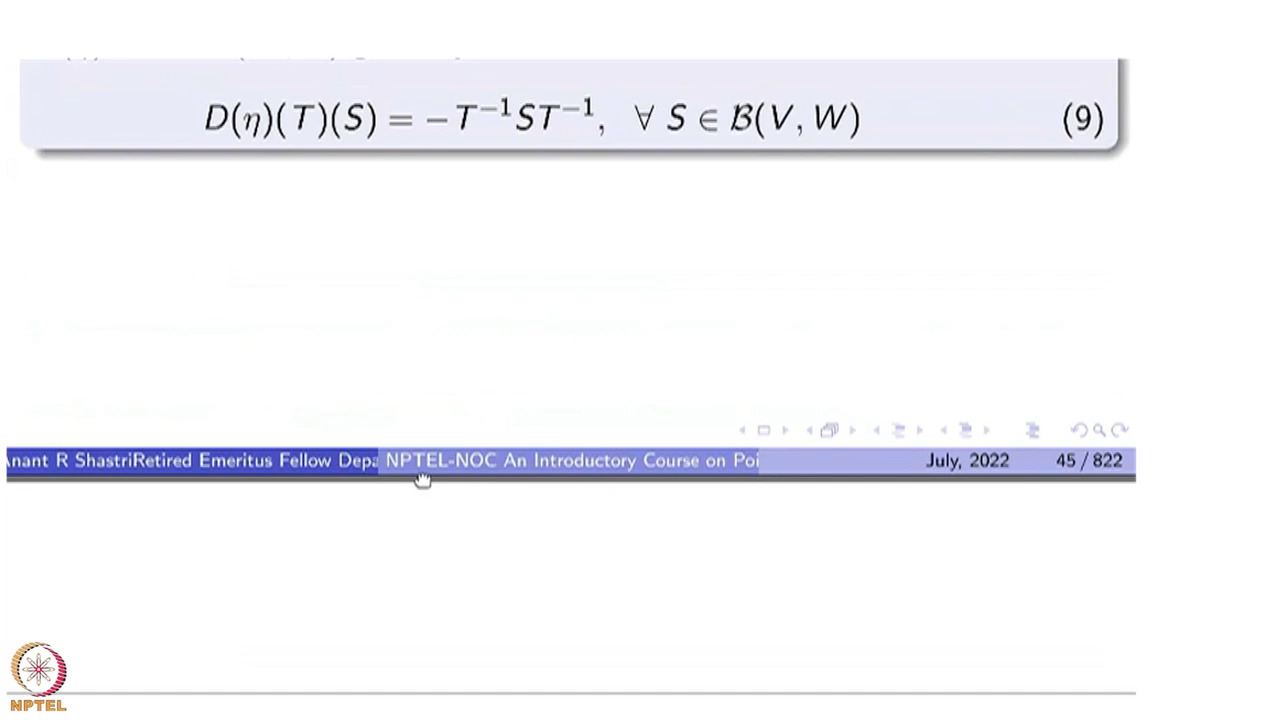 D(η)(T)(S) = −T⁻¹ST⁻¹, ∀ S ∈ ℬ(V, W) (9)
Anant R ShastriRetired Emeritus Fellow Depa NPTEL-NOC An Introductory Course on Poi July, 2022 45 / 822
NPTEL